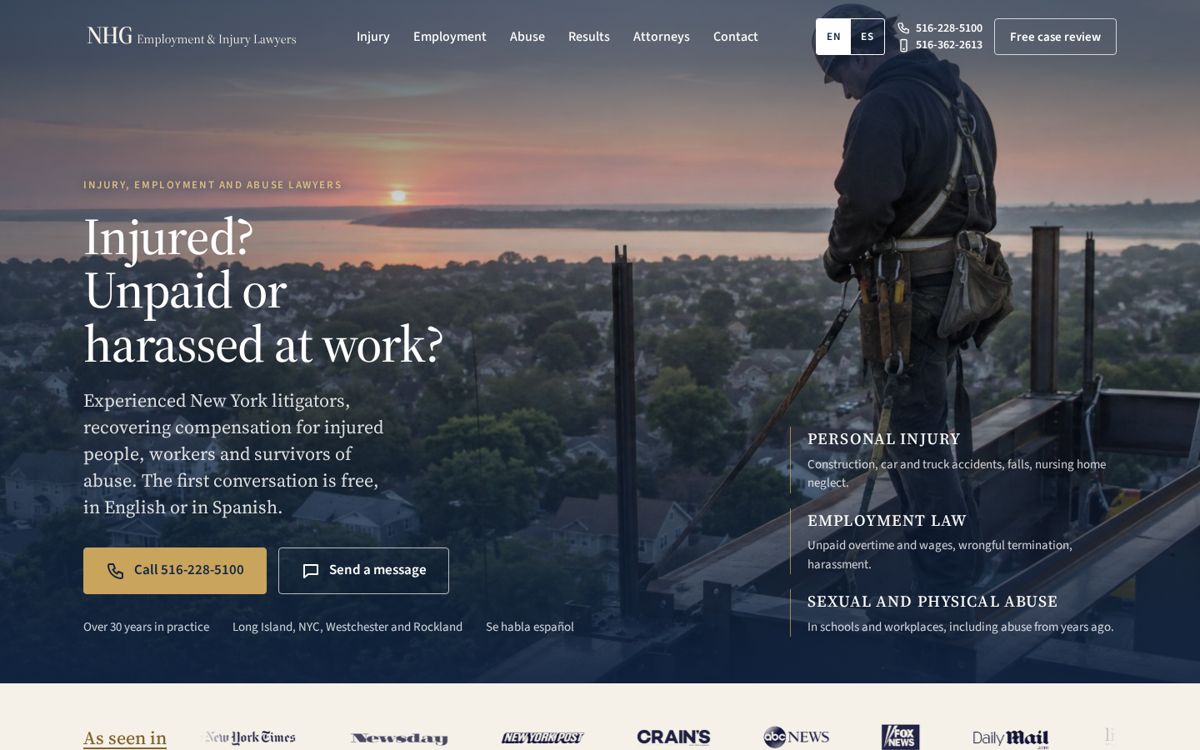 NHG Employment & Injury Lawyers
Injury
Employment
Abuse
Results
Attorneys
Contact
EN
ES
516-228-5100
516-362-2613
Free case review
INJURY, EMPLOYMENT AND ABUSE LAWYERS
Injured?
Unpaid or
harassed at work?
Experienced New York litigators,
recovering compensation for injured
people, workers and survivors of
abuse. The first conversation is free,
in English or in Spanish.
Call 516-228-5100
Send a message
Over 30 years in practice
Long Island, NYC, Westchester and Rockland
Se habla español
PERSONAL INJURY
Construction, car and truck accidents, falls, nursing home
neglect.
EMPLOYMENT LAW
Unpaid overtime and wages, wrongful termination,
harassment.
SEXUAL AND PHYSICAL ABUSE
In schools and workplaces, including abuse from years ago.
As seen in
New York Times
Newsday
NEW YORK POST
CRAIN'S
abc NEWS
FOX NEWS
Daily Mail